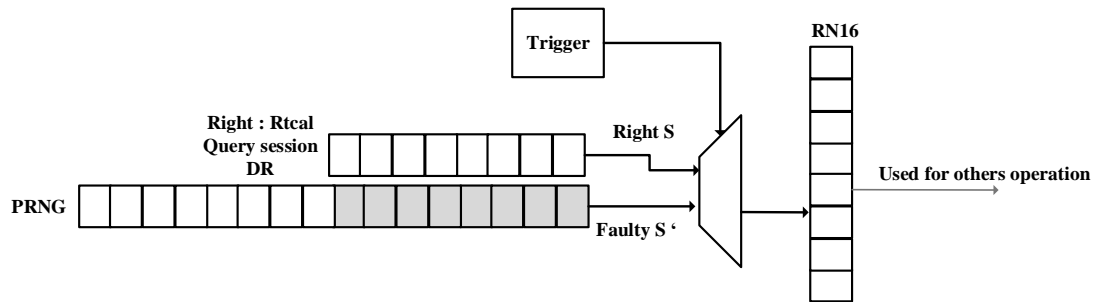 RN16
Trigger
Right : Rtcal
Query session
DR
Right S
Used for others operation
PRNG
Faulty S ‘